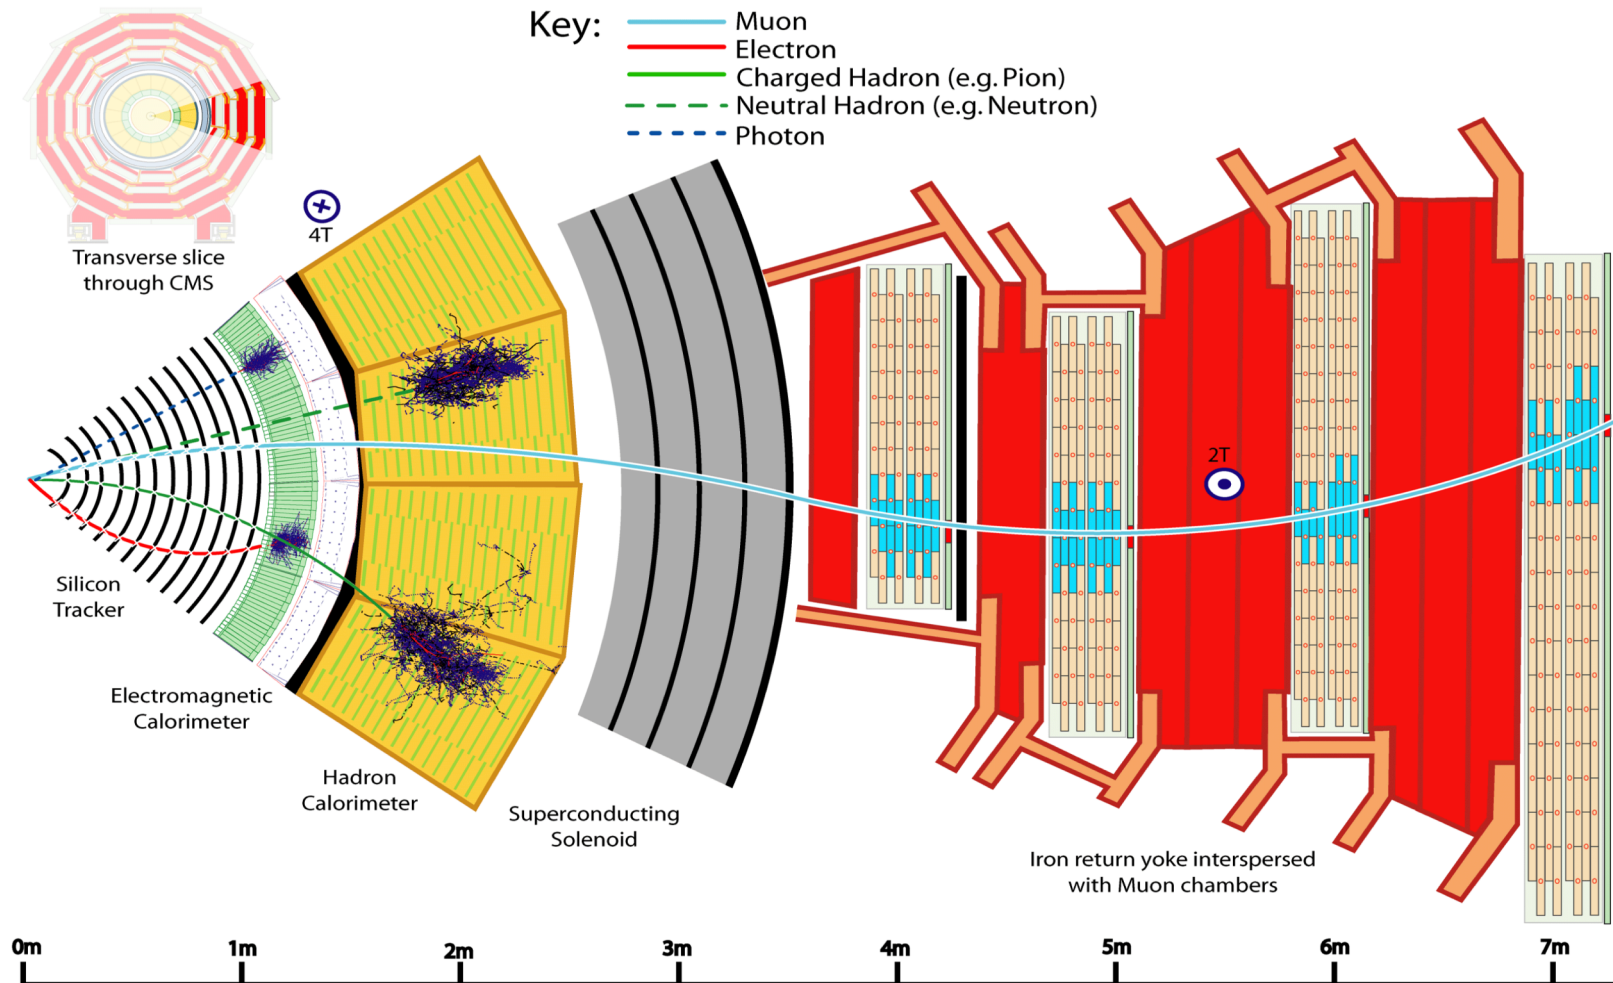 Key:
Muon
Electron
Charged Hadron (e.g. Pion)
Neutral Hadron (e.g. Neutron)
Photon
Transverse slice
through CMS
4T
2T
Silicon
Tracker
Electromagnetic
Calorimeter
Hadron
Calorimeter
Superconducting
Solenoid
Iron return yoke interspersed
with Muon chambers
0m 1m 2m 3m 4m 5m 6m 7m